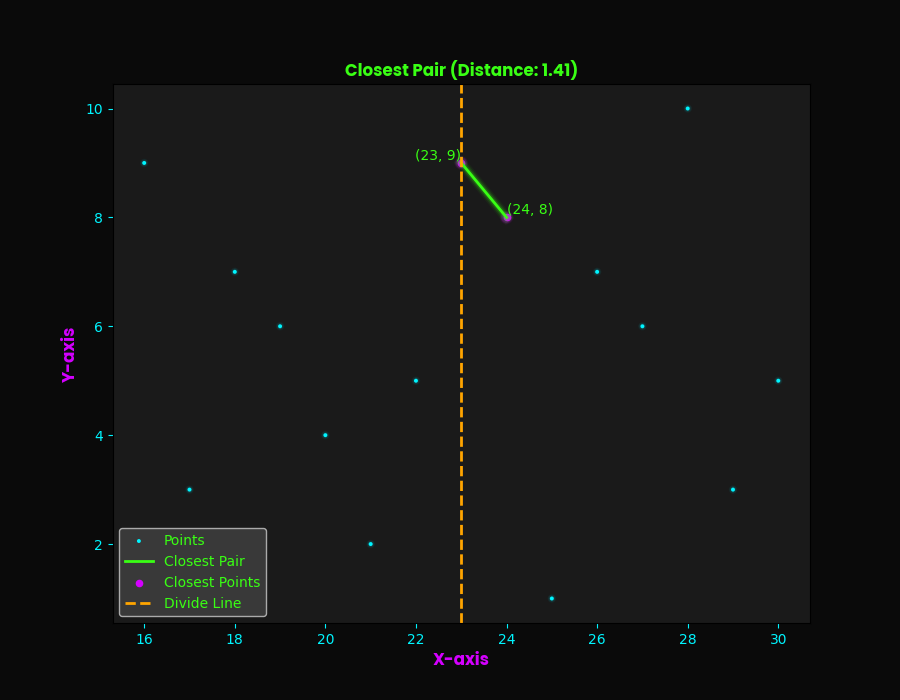 Closest Pair (Distance: 1.41)
10
8
6
4
2
Y-axis
(23, 9)
(24, 8)
Points
Closest Pair
Closest Points
Divide Line
16 18 20 22 24 26 28 30
X-axis